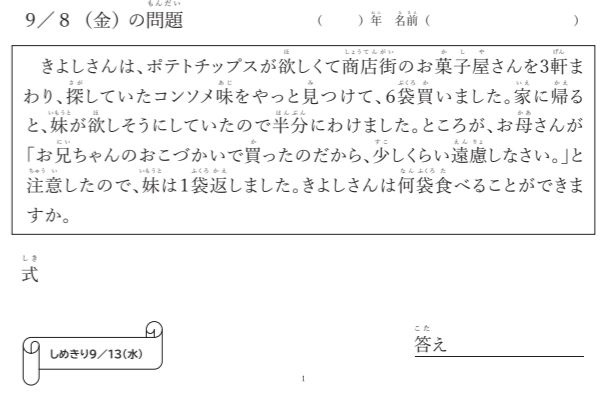 9／8（金）の問題
（　　）年　名前（　　　　　　　　　）
きよしさんは、ポテトチップスが欲しくて商店街のお菓子屋さんを3軒ま
わり、探していたコンソメ味をやっと見つけて、6袋買いました。家に帰る
と、妹が欲しそうにしていたので半分にわけました。ところが、お母さんが
「お兄ちゃんのおこづかいで買ったのだから、少しくらい遠慮しなさい。」と
注意したので、妹は1袋返しました。きよしさんは何袋食べることができま
すか。
式
しめきり9／13(水)
答え
1